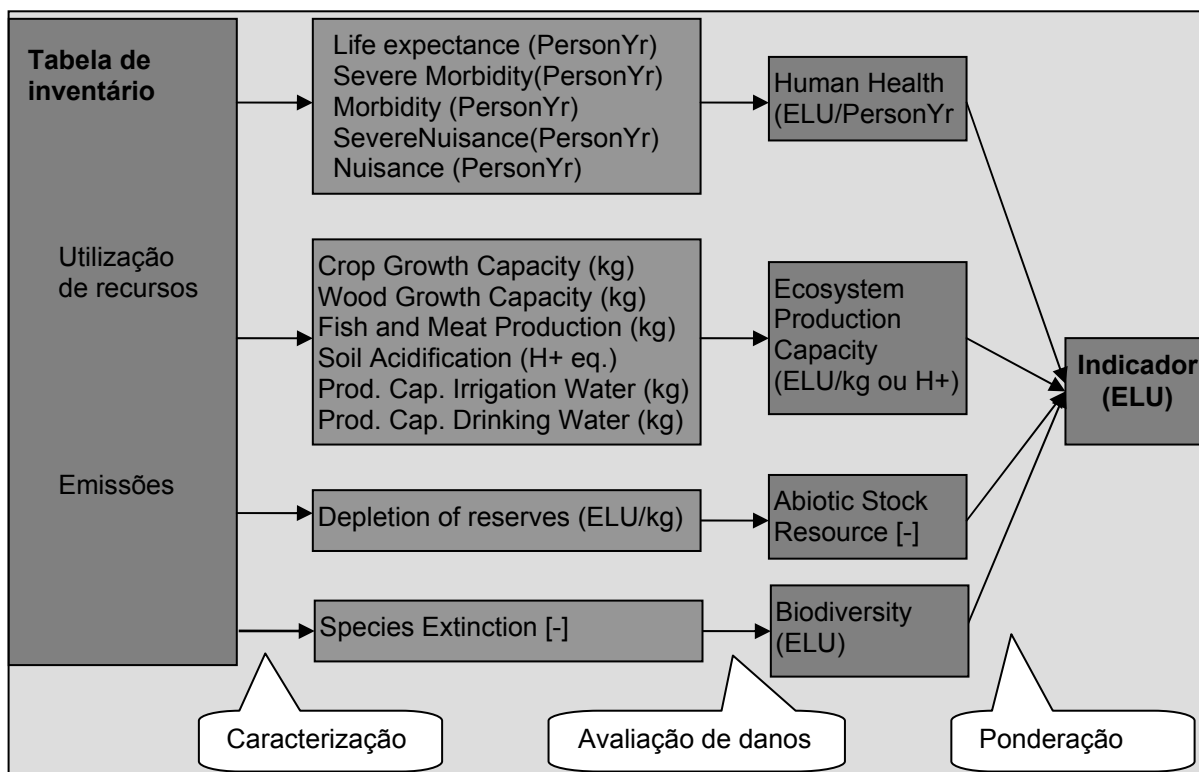 Tabela de
inventário
Utilização
de recursos
Emissões
Life expectance (PersonYr)
Severe Morbidity(PersonYr)
Morbidity (PersonYr)
SevereNuisance(PersonYr)
Nuisance (PersonYr)
Human Health
(ELU/PersonYr
Crop Growth Capacity (kg)
Wood Growth Capacity (kg)
Fish and Meat Production (kg)
Soil Acidification (H+ eq.)
Prod. Cap. Irrigation Water (kg)
Prod. Cap. Drinking Water (kg)
Ecosystem
Production
Capacity
(ELU/kg ou H+)
Depletion of reserves (ELU/kg)
Abiotic Stock
Resource [-]
Species Extinction [-]
Biodiversity
(ELU)
Indicador
(ELU)
Caracterização
Avaliação de danos
Ponderação